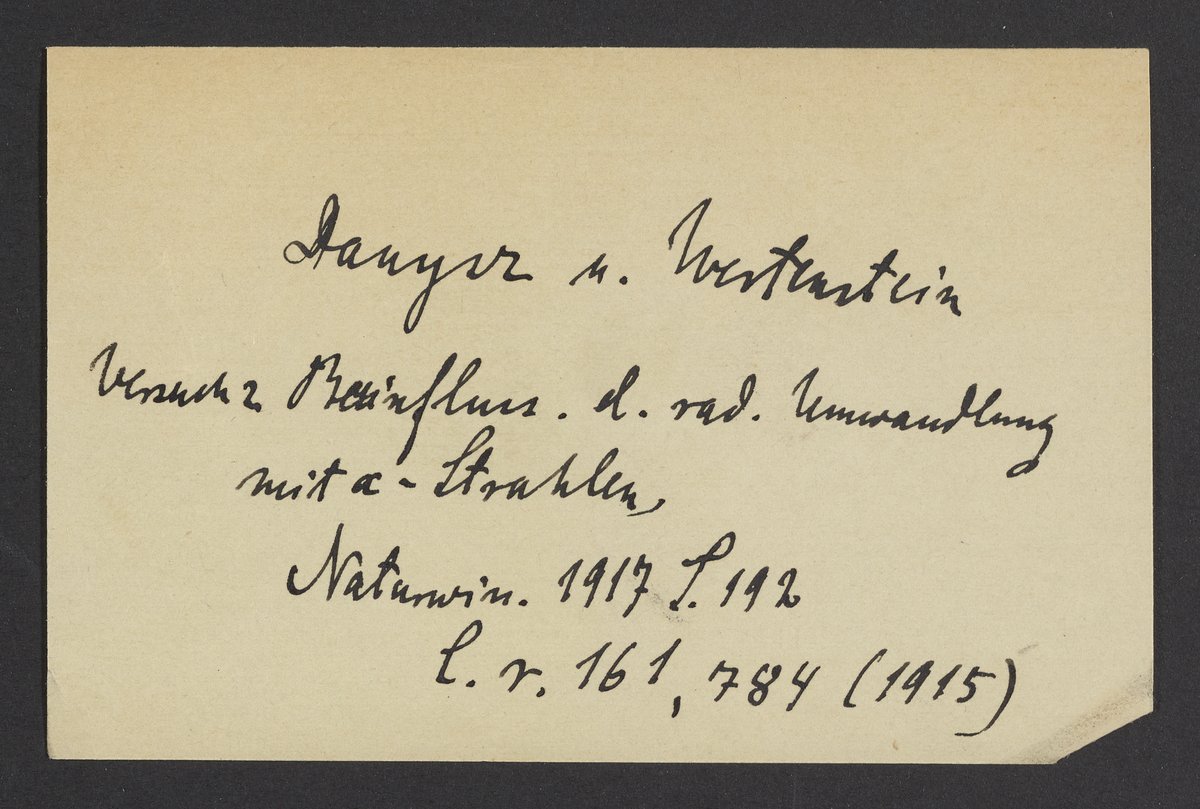 Danysz u. Wertenstein
Versuch z. Beeinfluss. d. rad. Umwandlung
mit α-Strahlen,
Naturwiss. 1917 S. 192
C. r. 161, 784 (1915)